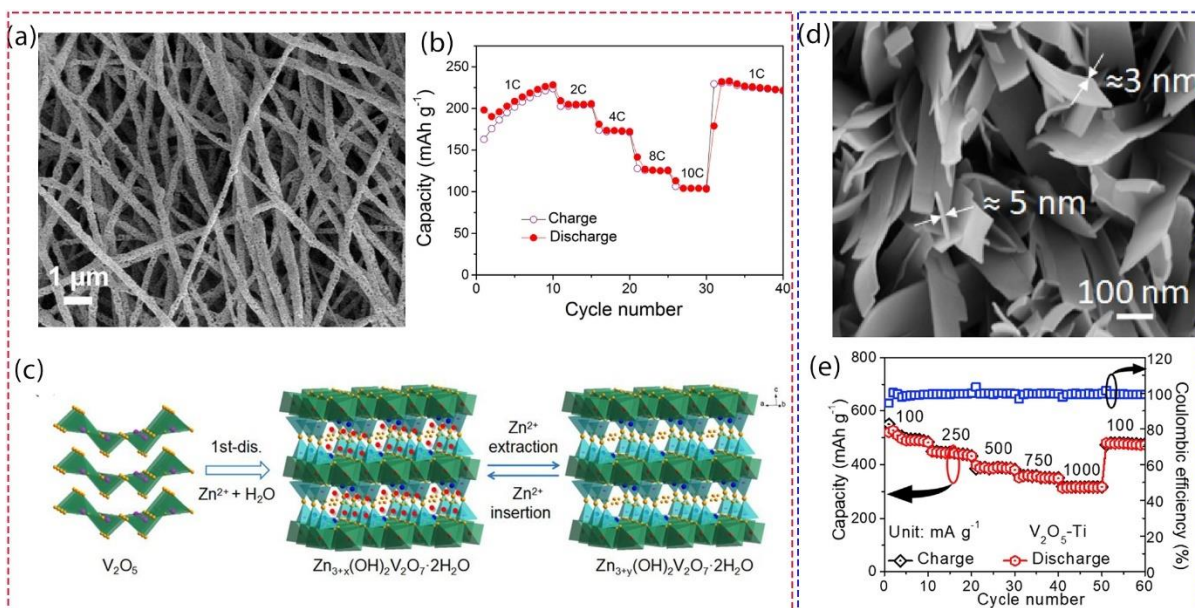 (a)
1 µm
(b)
Capacity (mAh g⁻¹)
250
200
150
100
50
0
1C
2C
4C
8C
10C
1C
Charge
Discharge
0 10 20 30 40
Cycle number
(c)
V₂O₅
1st-dis.
Zn²⁺ + H₂O
Zn₃₊ₓ(OH)₂V₂O₇·2H₂O
Zn²⁺
extraction
Zn²⁺
insertion
Zn₃₊ᵧ(OH)₂V₂O₇·2H₂O
a
c
b
(d)
≈3 nm
≈ 5 nm
100 nm
(e)
Capacity (mAh g⁻¹)
800
600
400
200
0
100
250
500
750
1000
100
Unit: mA g⁻¹ V₂O₅-Ti
Charge Discharge
0 10 20 30 40 50 60
Cycle number
120
100
80
60
40
20
0
Coulombic efficiency (%)